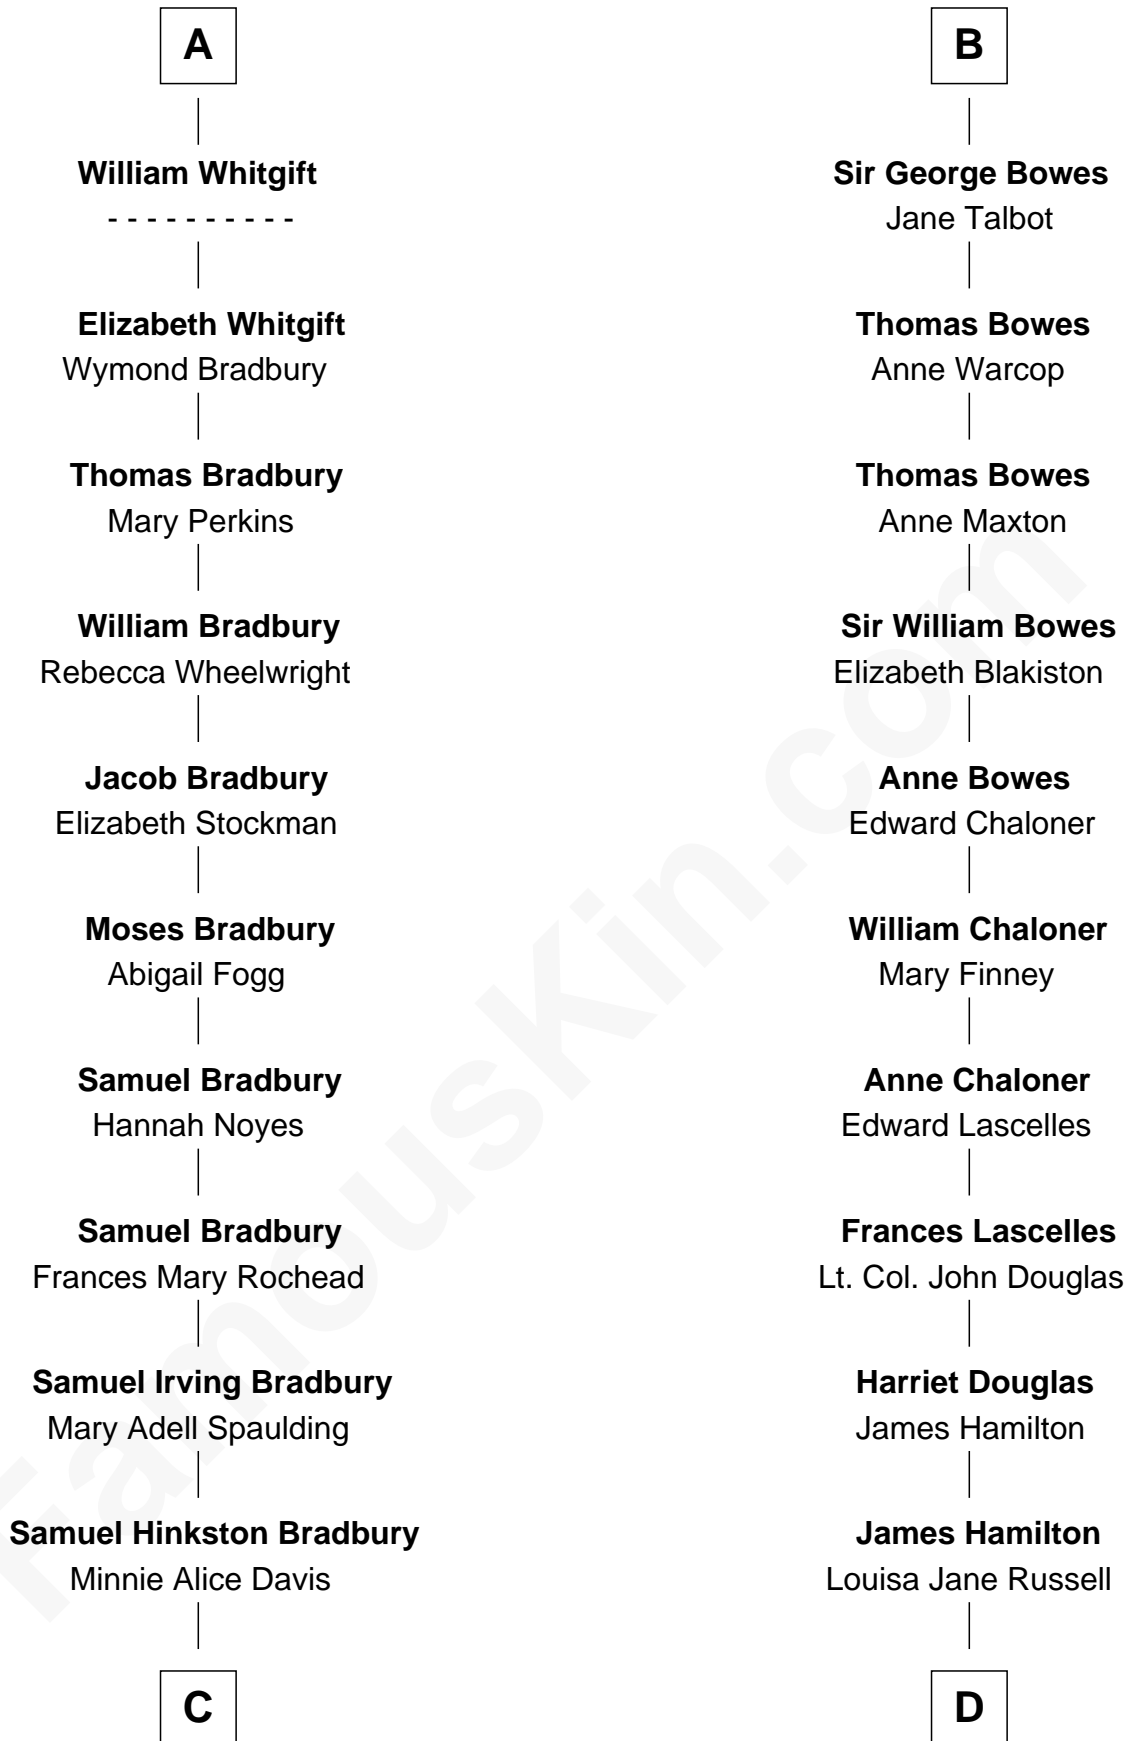 A
William Whitgift
- - - - - - - - - -
Elizabeth Whitgift
Wymond Bradbury
Thomas Bradbury
Mary Perkins
William Bradbury
Rebecca Wheelwright
Jacob Bradbury
Elizabeth Stockman
Moses Bradbury
Abigail Fogg
Samuel Bradbury
Hannah Noyes
Samuel Bradbury
Frances Mary Rochead
Samuel Irving Bradbury
Mary Adell Spaulding
Samuel Hinkston Bradbury
Minnie Alice Davis
C
B
Sir George Bowes
Jane Talbot
Thomas Bowes
Anne Warcop
Thomas Bowes
Anne Maxton
Sir William Bowes
Elizabeth Blakiston
Anne Bowes
Edward Chaloner
William Chaloner
Mary Finney
Anne Chaloner
Edward Lascelles
Frances Lascelles
Lt. Col. John Douglas
Harriet Douglas
James Hamilton
James Hamilton
Louisa Jane Russell
D
FamousKin.com